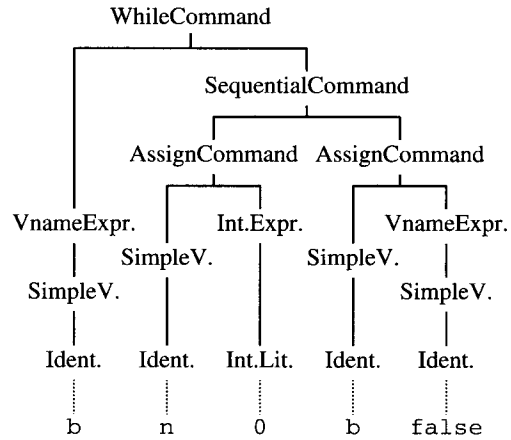 WhileCommand
SequentialCommand
AssignCommand AssignCommand
VnameExpr. Int.Expr. VnameExpr.
SimpleV. SimpleV.
SimpleV. SimpleV.
Ident. Ident. Int.Lit. Ident. Ident.
b n 0 b false